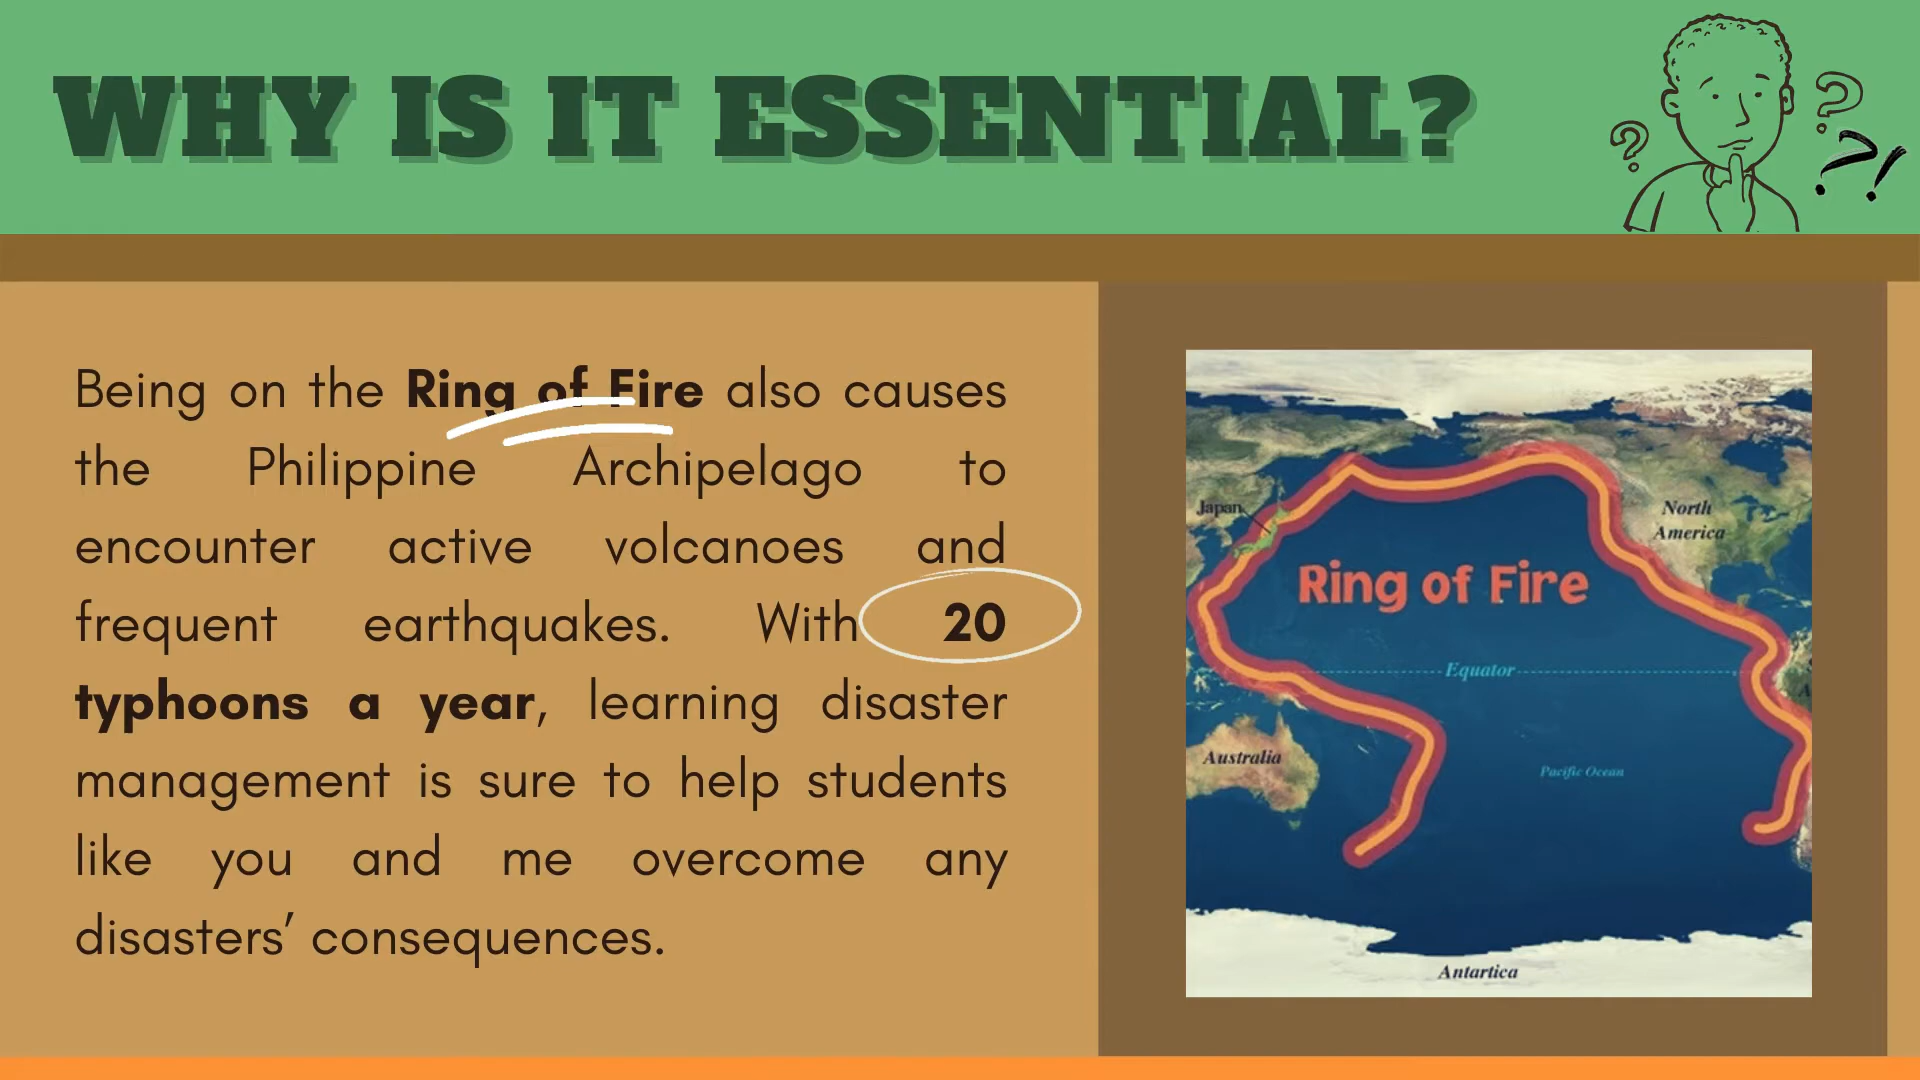 WHY IS IT ESSENTIAL?
Being on the Ring of Fire also causes
the Philippine Archipelago to
encounter active volcanoes and
frequent earthquakes. With 20
typhoons a year, learning disaster
management is sure to help students
like you and me overcome any
disasters’ consequences.
Japan
North
America
Ring of Fire
Equator
Australia
Pacific Ocean
Antartica